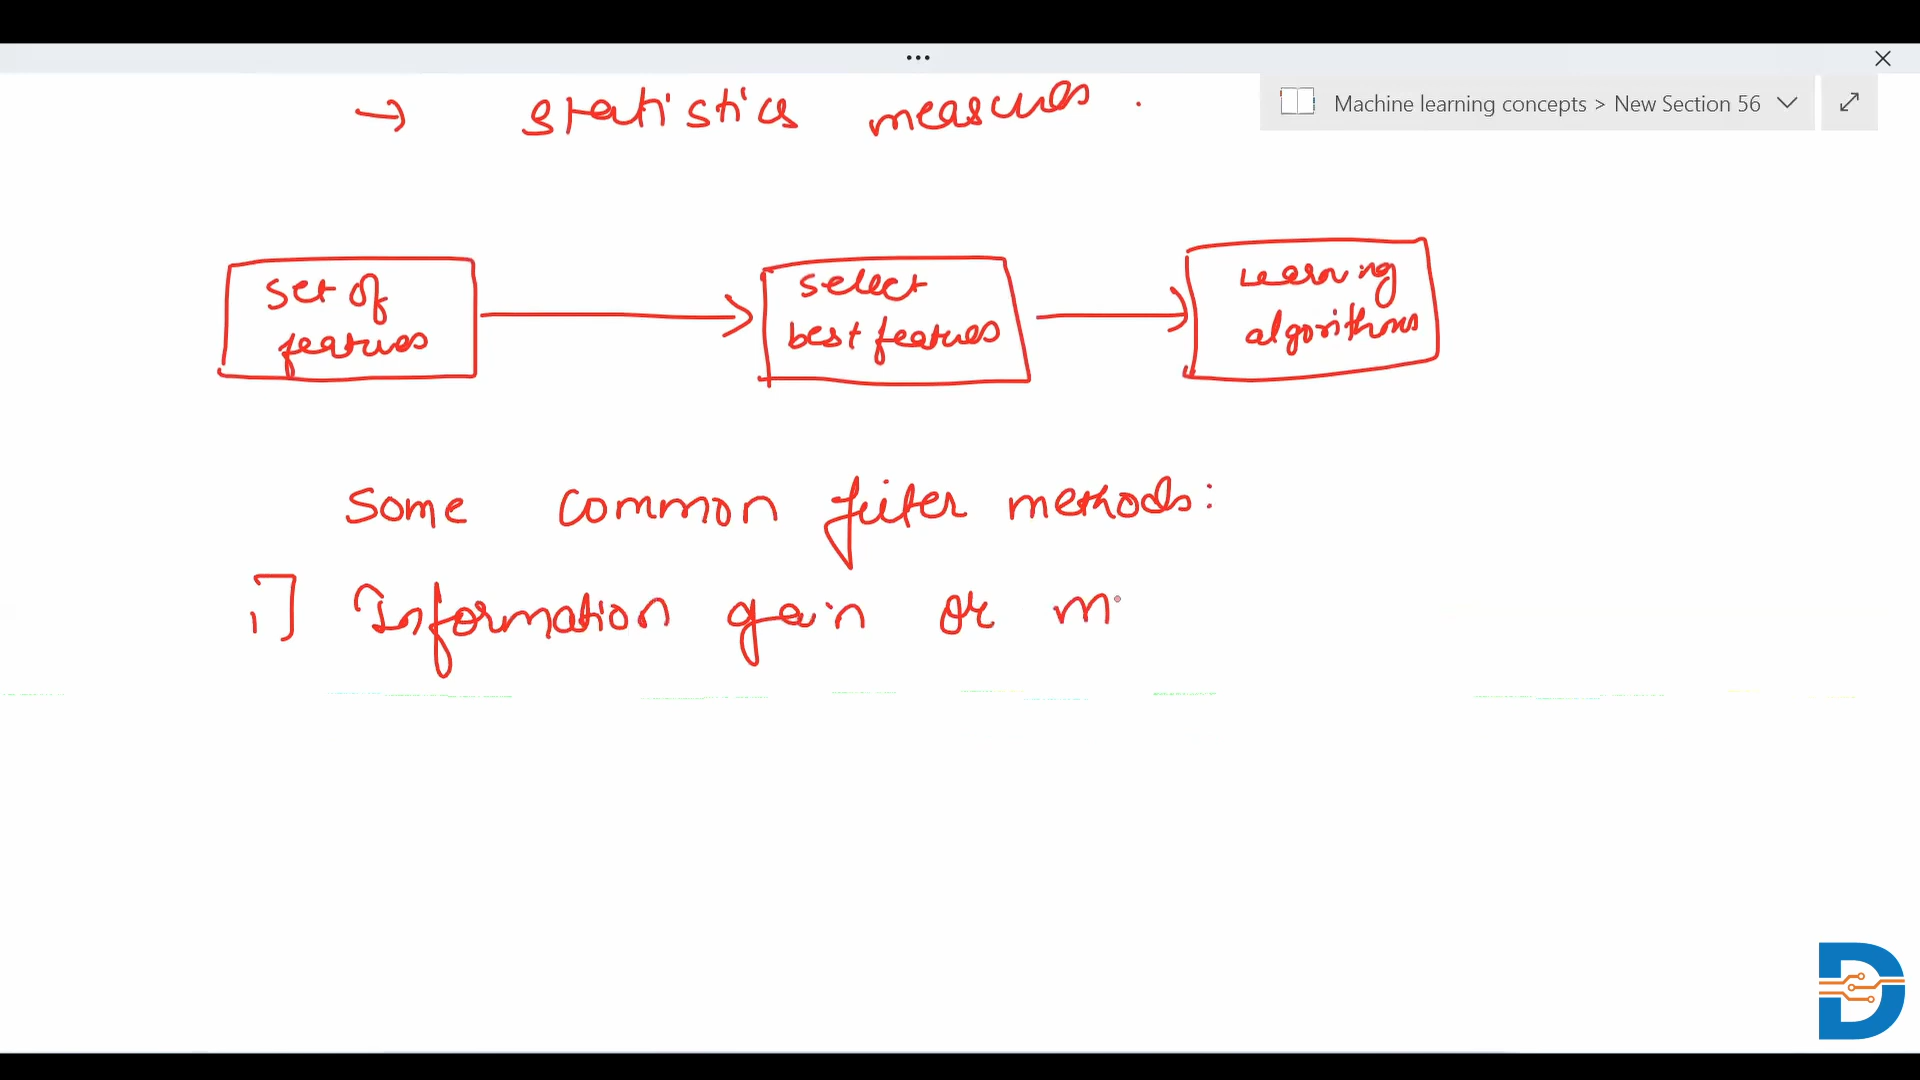 •••
→ statistics measures.
Machine learning concepts > New Section 56
set of
features
select
best features
Learning
algorithms
Some common filter methods:
1] Information gain or m